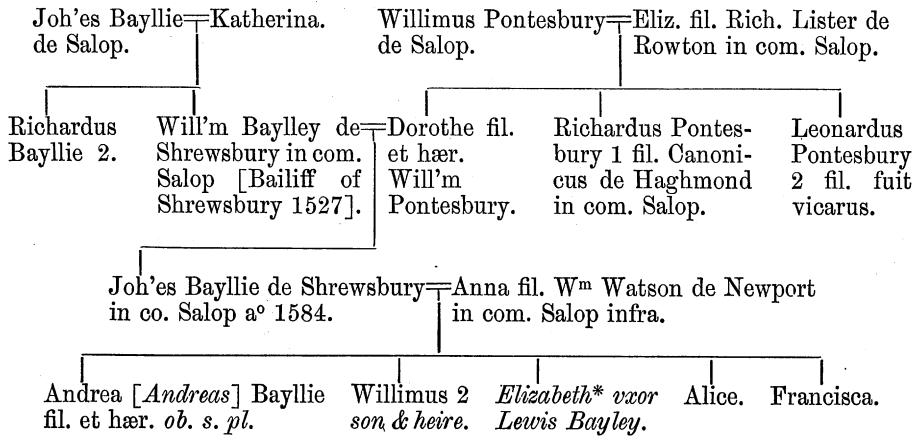 Joh'es Bayllie Katherina.
de Salop.
Willimus Pontesbury Eliz. fil. Rich. Lister de
de Salop. Rowton in com. Salop.
Richardus
Bayllie 2.
Will'm Baylley de
Shrewsbury in com.
Salop [Bailiff of
Shrewsbury 1527].
Dorothe fil.
et hær.
Will'm
Pontesbury.
Richardus Pontes-
bury 1 fil. Canoni-
cus de Haghmond
in com. Salop.
Leonardus
Pontesbury
2 fil. fuit
vicarus.
Joh'es Bayllie de Shrewsbury
in co. Salop aº 1584.
Anna fil. Wᵐ Watson de Newport
in com. Salop infra.
Andrea [Andreas] Bayllie
fil. et hær. ob. s. pl.
Willimus 2
son & heire.
Elizabeth* vxor
Lewis Bayley.
Alice.
Francisca.